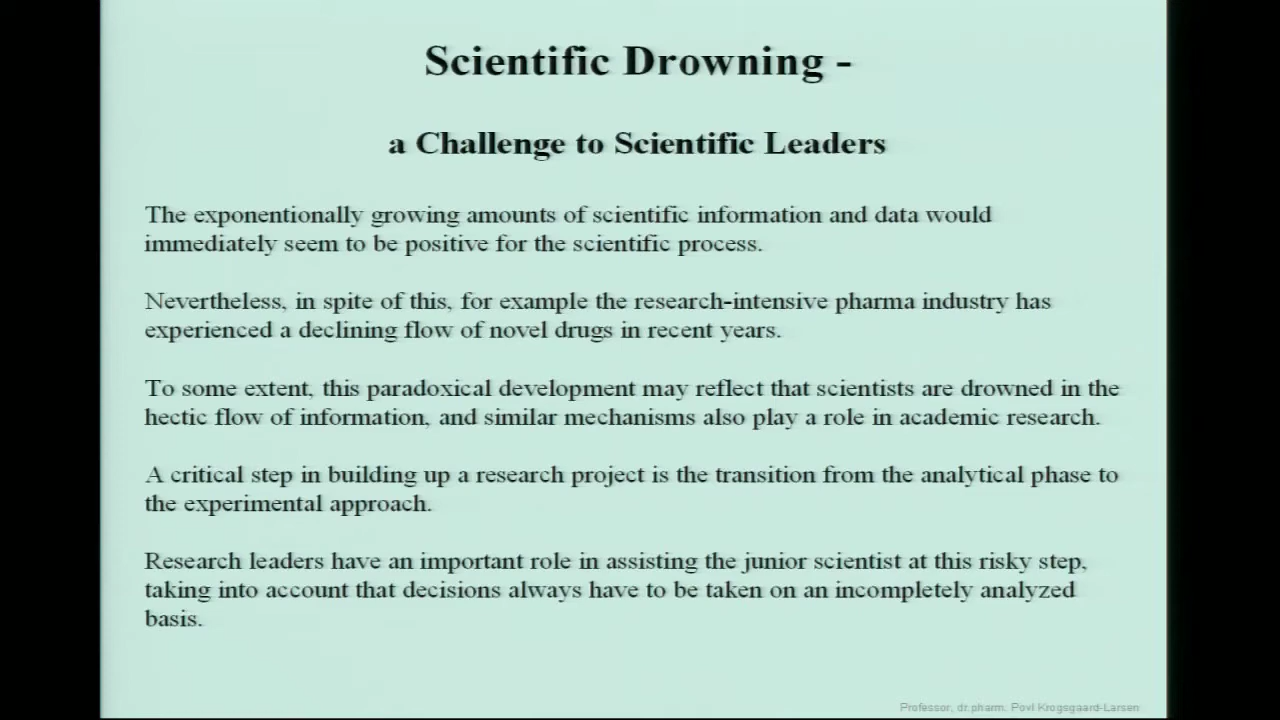 Scientific Drowning -
a Challenge to Scientific Leaders
The exponentionally growing amounts of scientific information and data would
immediately seem to be positive for the scientific process.
Nevertheless, in spite of this, for example the research-intensive pharma industry has
experienced a declining flow of novel drugs in recent years.
To some extent, this paradoxical development may reflect that scientists are drowned in the
hectic flow of information, and similar mechanisms also play a role in academic research.
A critical step in building up a research project is the transition from the analytical phase to
the experimental approach.
Research leaders have an important role in assisting the junior scientist at this risky step,
taking into account that decisions always have to be taken on an incompletely analyzed
basis.
Professor, dr.pharm. Povl Krogsgaard-Larsen